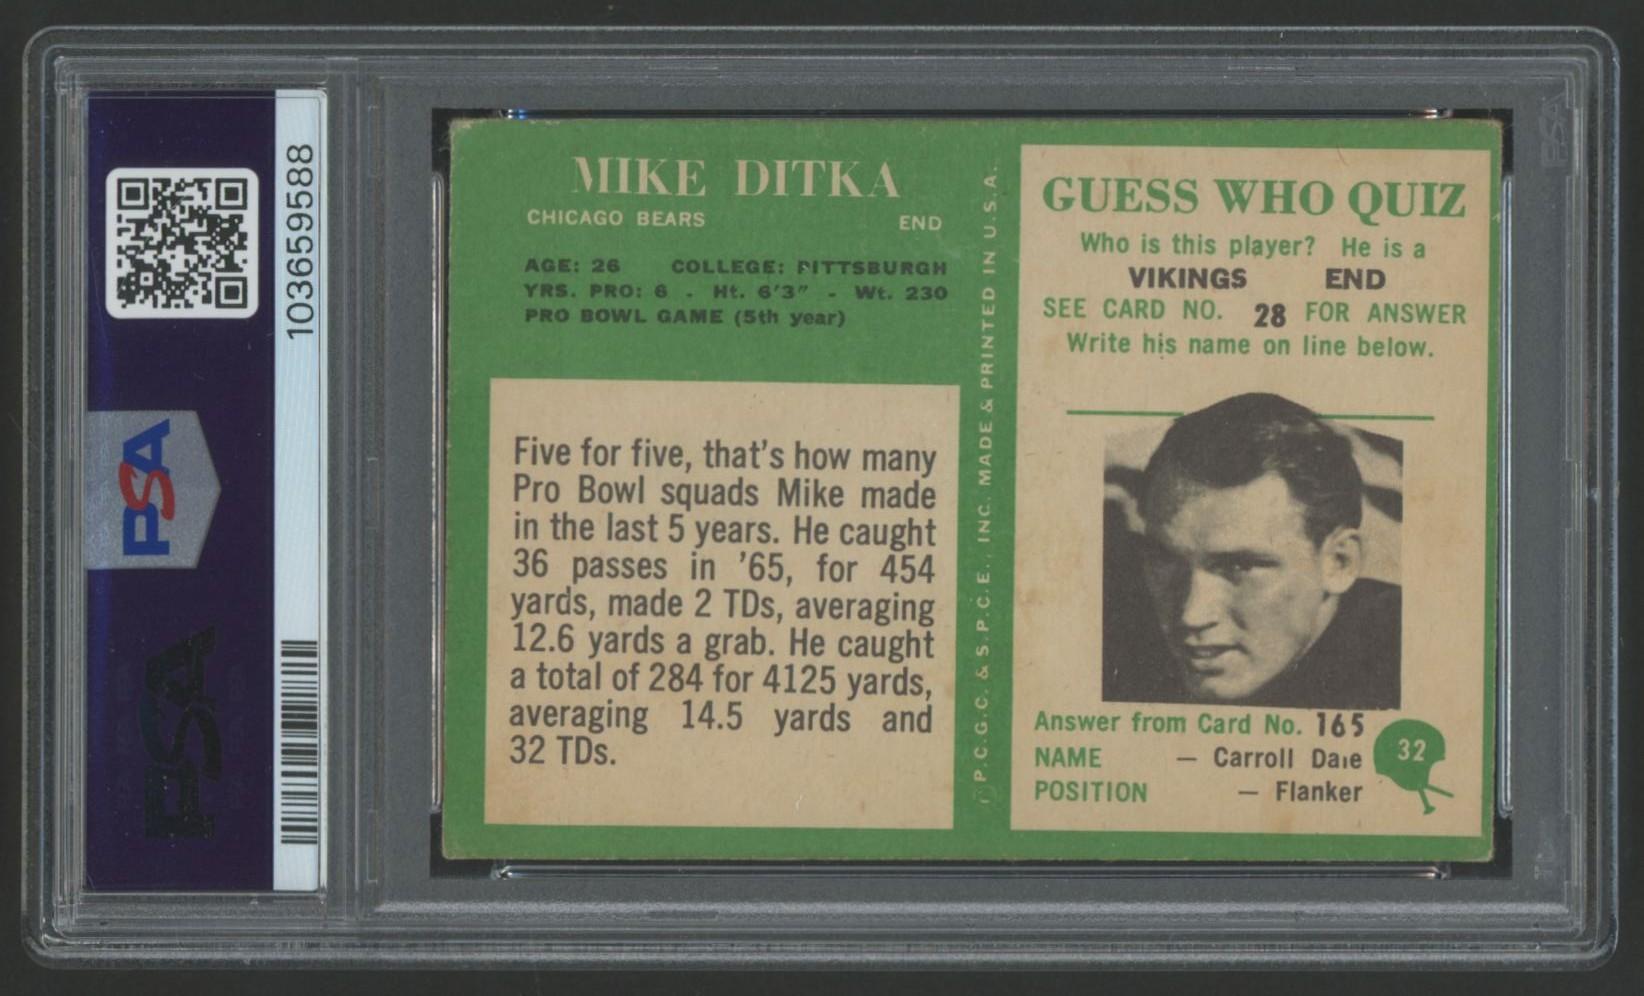 103659588
PSA
PSA
PSA
MIKE DITKA
CHICAGO BEARS END
AGE: 26 COLLEGE: PITTSBURGH
YRS. PRO: 6 - Ht. 6'3" - Wt. 230
PRO BOWL GAME (5th year)
Five for five, that's how many
Pro Bowl squads Mike made
in the last 5 years. He caught
36 passes in '65, for 454
yards, made 2 TDs, averaging
12.6 yards a grab. He caught
a total of 284 for 4125 yards,
averaging 14.5 yards and
32 TDs.
© P.C.G.C. & S.P.C.E., INC. MADE & PRINTED IN U.S.A.
GUESS WHO QUIZ
Who is this player? He is a
VIKINGS END
SEE CARD NO. 28 FOR ANSWER
Write his name on line below.
Answer from Card No. 165
NAME — Carroll Dale
POSITION — Flanker
32